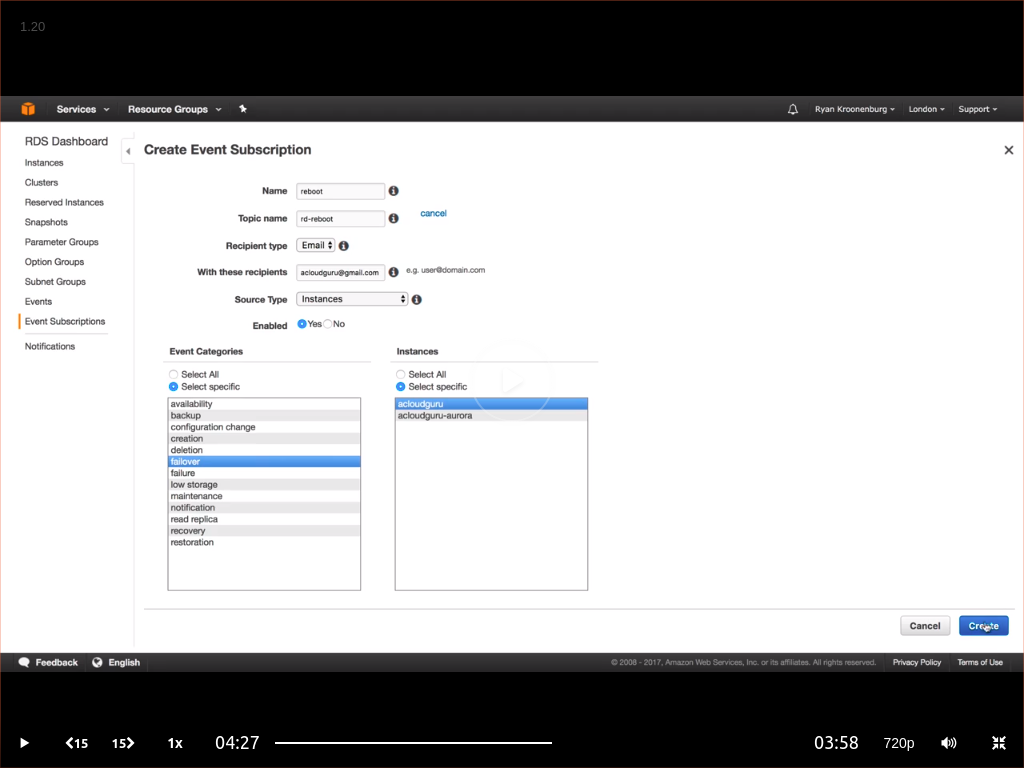 1.20
Services Resource Groups Ryan Kroonenburg London Support
RDS Dashboard
Instances
Clusters
Reserved Instances
Snapshots
Parameter Groups
Option Groups
Subnet Groups
Events
Event Subscriptions
Notifications
Create Event Subscription
Name reboot
Topic name rd-reboot cancel
Recipient type Email
With these recipients acloudguru@gmail.com e.g. user@domain.com
Source Type Instances
Enabled Yes No
Event Categories
Select All
Select specific
availability
backup
configuration change
creation
deletion
failover
failure
low storage
maintenance
notification
read replica
recovery
restoration
Instances
Select All
Select specific
acloudguru
acloudguru-aurora
Cancel Create
Feedback English © 2008 - 2017, Amazon Web Services, Inc. or its affiliates. All rights reserved. Privacy Policy Terms of Use
15 15 1x 04:27 03:58 720p